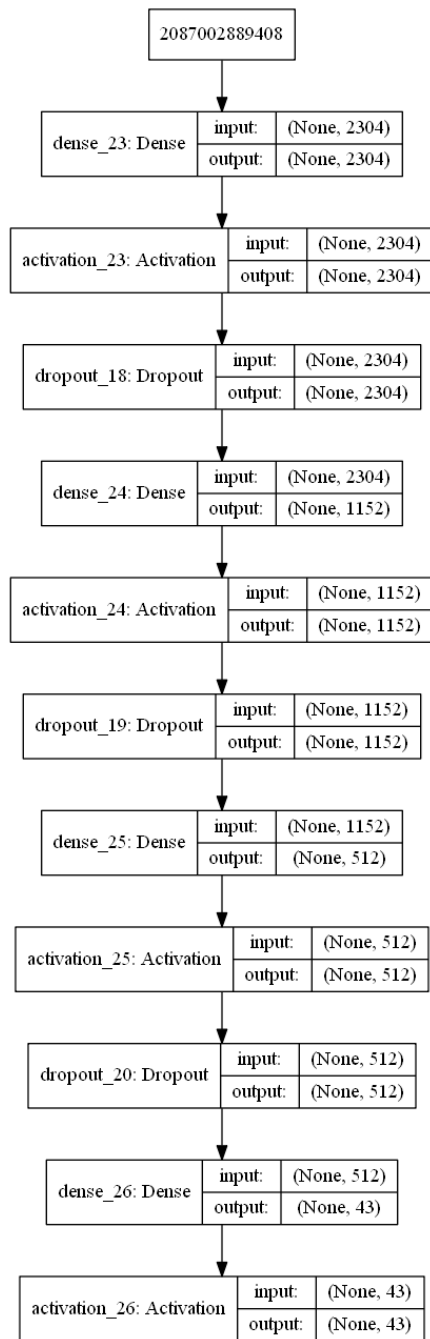 2087002889408
dense_23: Dense
input: (None, 2304)
output: (None, 2304)
activation_23: Activation
input: (None, 2304)
output: (None, 2304)
dropout_18: Dropout
input: (None, 2304)
output: (None, 2304)
dense_24: Dense
input: (None, 2304)
output: (None, 1152)
activation_24: Activation
input: (None, 1152)
output: (None, 1152)
dropout_19: Dropout
input: (None, 1152)
output: (None, 1152)
dense_25: Dense
input: (None, 1152)
output: (None, 512)
activation_25: Activation
input: (None, 512)
output: (None, 512)
dropout_20: Dropout
input: (None, 512)
output: (None, 512)
dense_26: Dense
input: (None, 512)
output: (None, 43)
activation_26: Activation
input: (None, 43)
output: (None, 43)